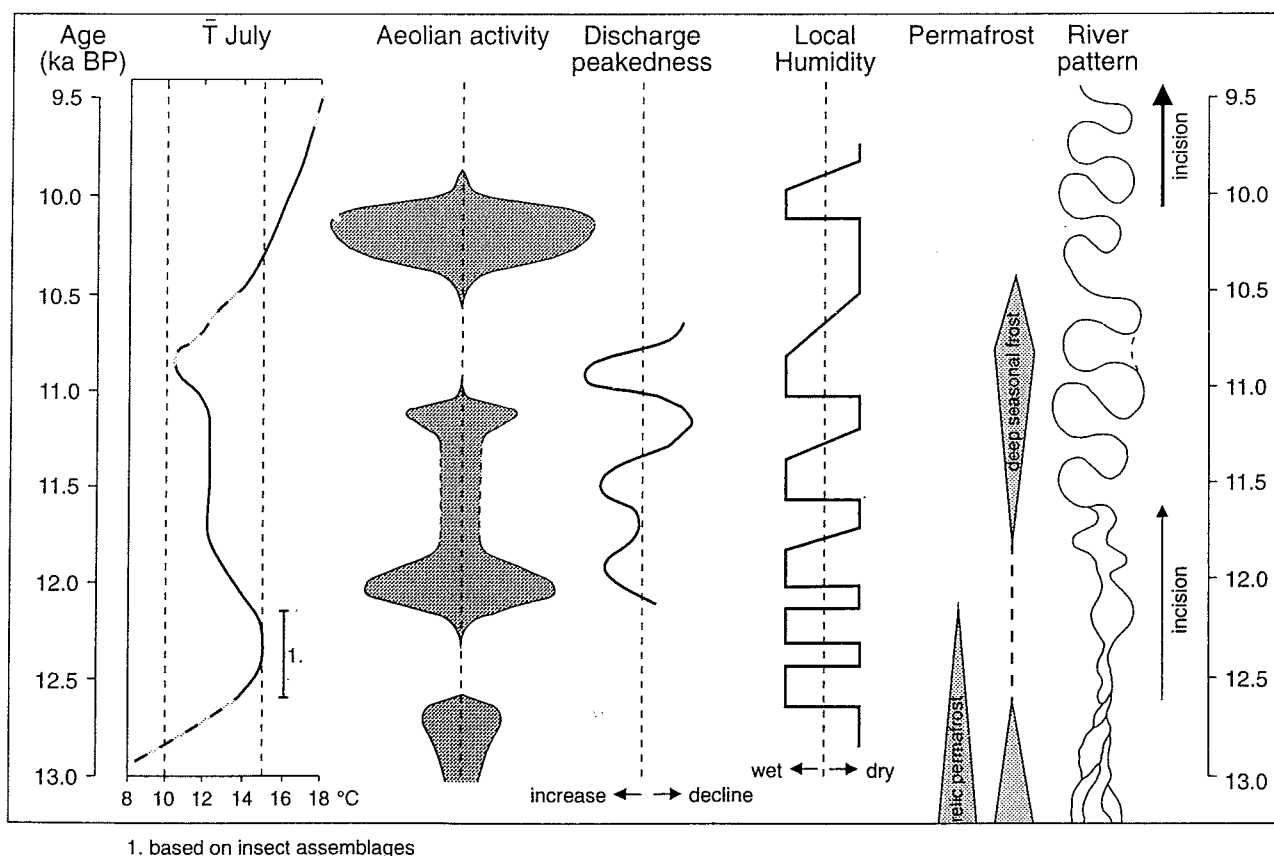 Age
(ka BP)
T̄ July
Aeolian activity
Discharge
peakedness
Local
Humidity
Permafrost
River
pattern
9.5
10.0
10.5
11.0
11.5
12.0
12.5
13.0
1.
8 10 12 14 16 18 °C
increase
decline
wet
dry
relic permafrost
deep seasonal frost
incision
incision
9.5
10.0
10.5
11.0
11.5
12.0
12.5
13.0
1. based on insect assemblages